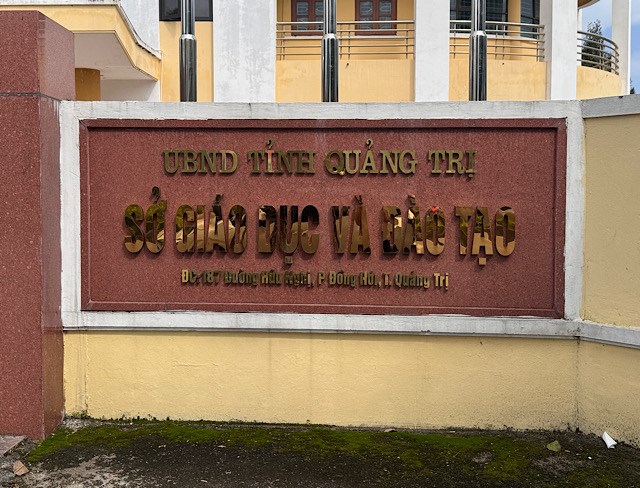 UBND TỈNH QUẢNG TRỊ
SỞ GIÁO DỤC VÀ ĐÀO TẠO
ĐC: 187 Đường Hữu Nghị, P. Đồng Hới, T. Quảng Trị